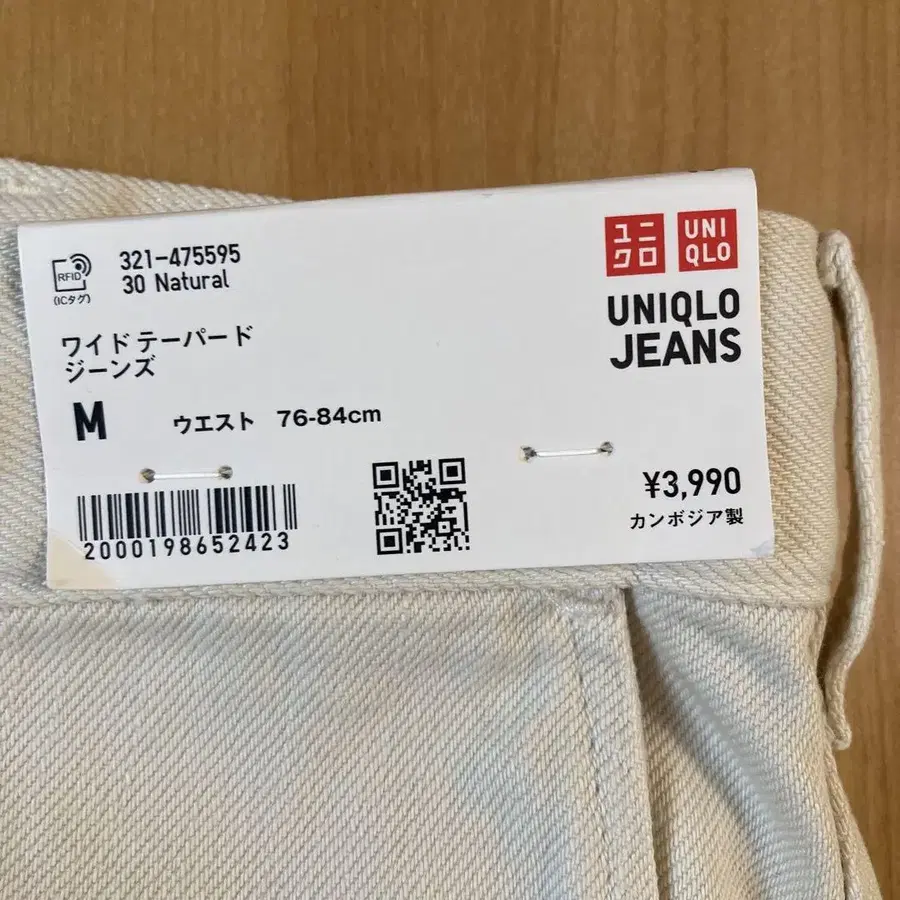 RFID
(ICタグ)
321-475595
30 Natural
ユニ
クロ
UNI
QLO
UNIQLO
JEANS
ワイド テーパード
ジーンズ
M
ウエスト 76-84cm
2000198652423
¥3,990
カンボジア製